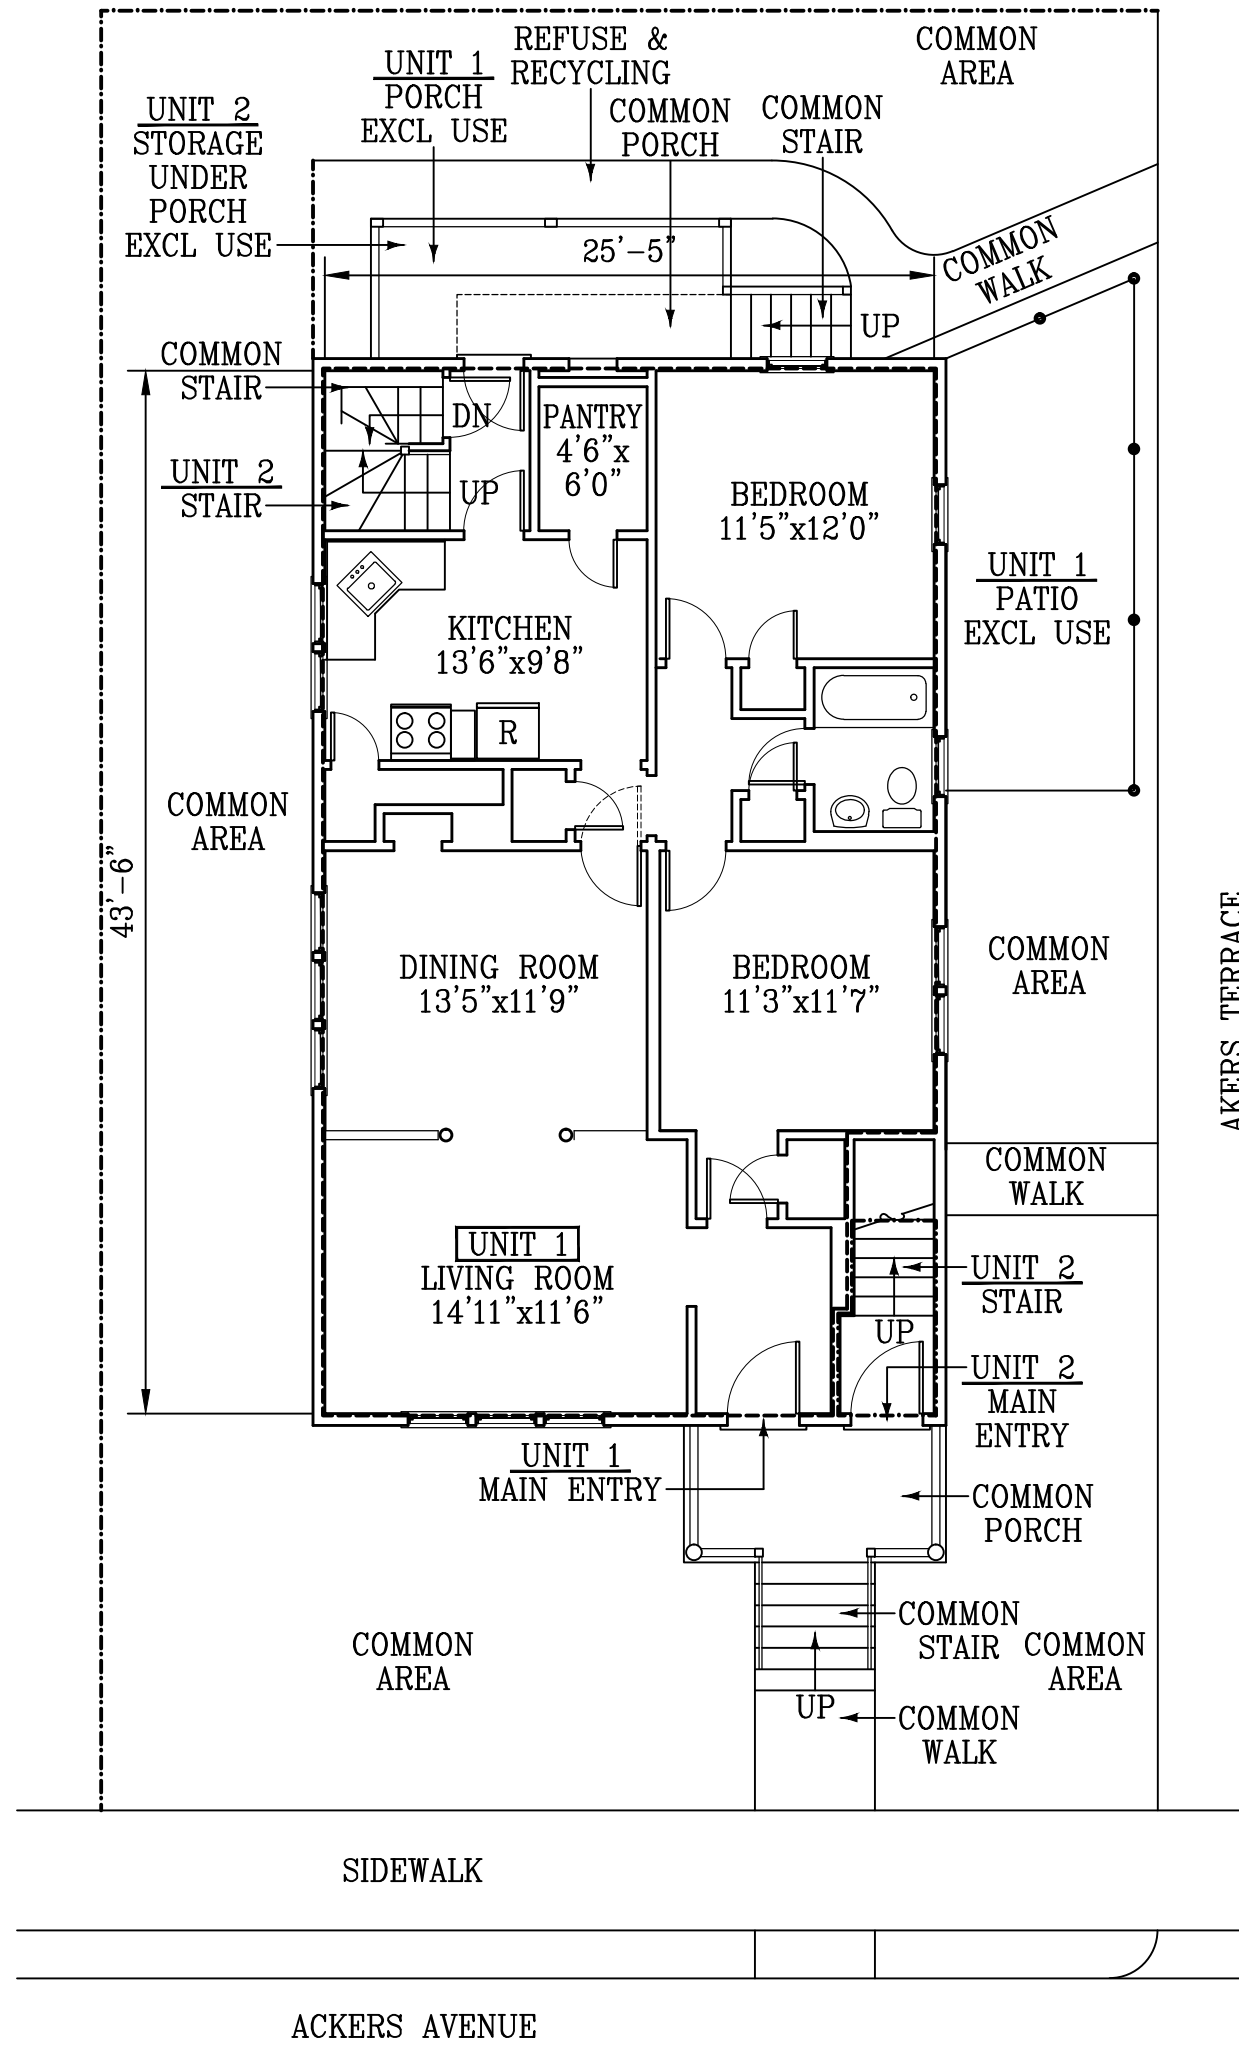 REFUSE &
RECYCLING
COMMON
AREA
UNIT 1
PORCH
EXCL USE
UNIT 2
STORAGE
UNDER
PORCH
EXCL USE
COMMON
PORCH
COMMON
STAIR
25'-5"
COMMON
WALK
UP
COMMON
STAIR
DN
PANTRY
4'6"x
6'0"
UNIT 2
STAIR
UP
BEDROOM
11'5"x12'0"
UNIT 1
PATIO
EXCL USE
KITCHEN
13'6"x9'8"
R
COMMON
AREA
43'-6"
AKERS TERRACE
DINING ROOM
13'5"x11'9"
BEDROOM
11'3"x11'7"
COMMON
AREA
COMMON
WALK
UNIT 1
LIVING ROOM
14'11"x11'6"
UNIT 2
STAIR
UP
UNIT 2
MAIN
ENTRY
UNIT 1
MAIN ENTRY
COMMON
PORCH
COMMON
AREA
COMMON
STAIR
COMMON
AREA
UP
COMMON
WALK
SIDEWALK
ACKERS AVENUE